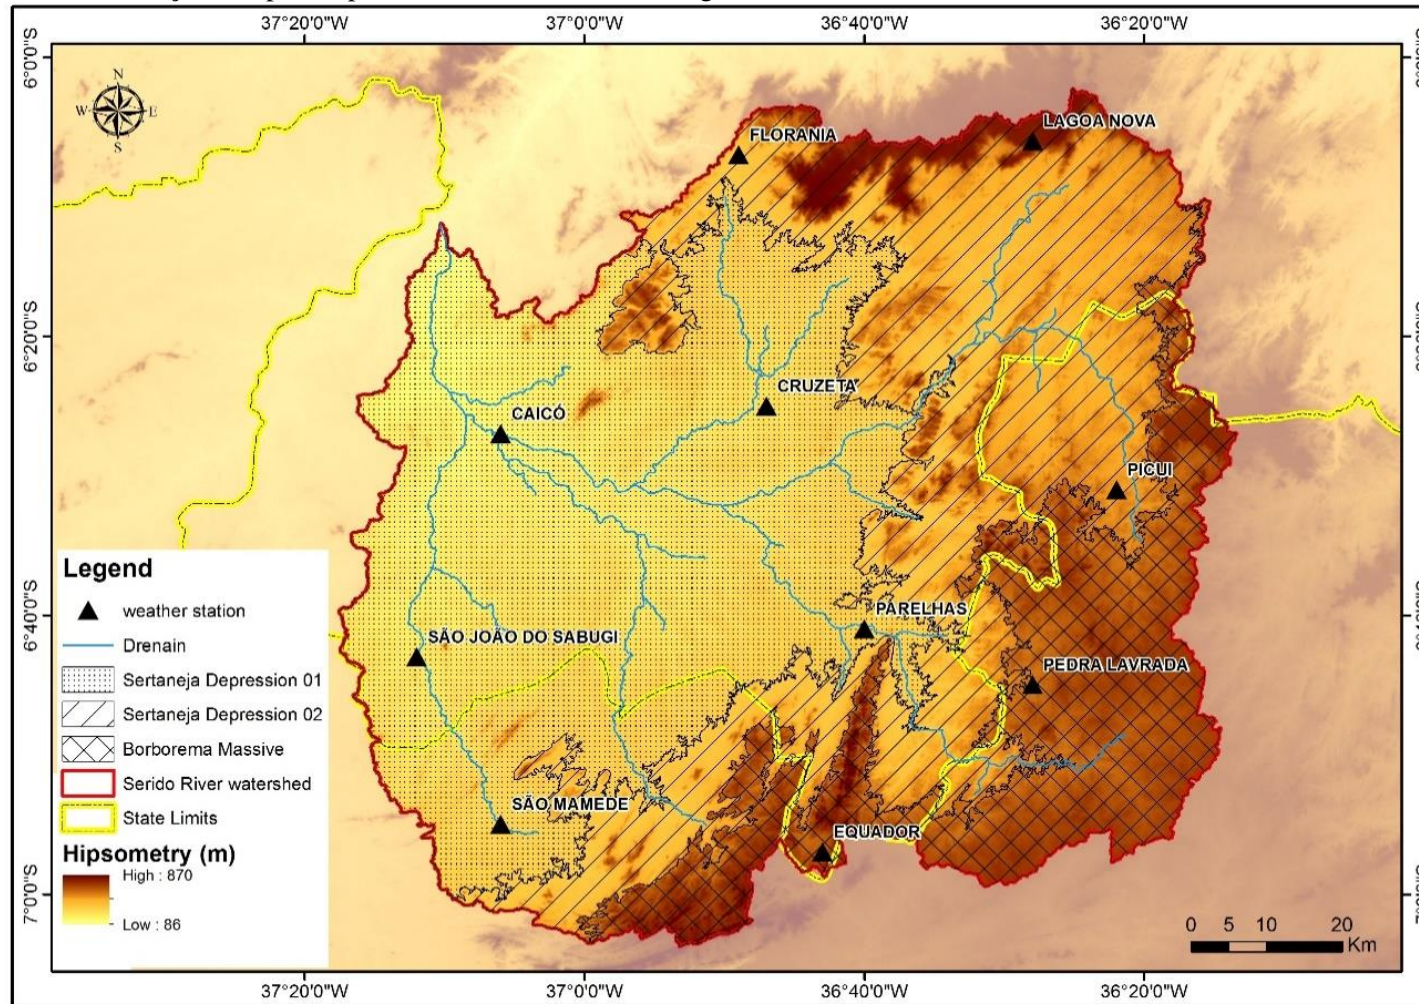 37°20'0"W 37°0'0"W 36°40'0"W 36°20'0"W
6°0'0"S
N
W E
S
LAGOA NOVA
FLORANIA
6°20'0"S
CRUZETA
CAICÓ
PICUI
6°40'0"S
PARELHAS
SÃO JOÃO DO SABUGI
PEDRA LAVRADA
SÃO MAMEDE
EQUADOR
7°0'0"S
Legend
weather station
Drenain
Sertaneja Depression 01
Sertaneja Depression 02
Borborema Massive
Serido River watershed
State Limits
Hipsometry (m)
High : 870
Low : 86
0 5 10 20
Km
37°20'0"W 37°0'0"W 36°40'0"W 36°20'0"W